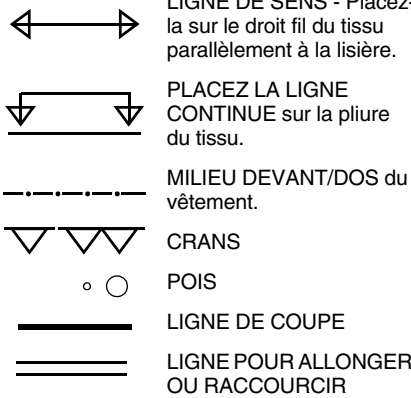 LIGNE DE SENS - Placez-
la sur le droit fil du tissu
parallèlement à la lisière.
PLACEZ LA LIGNE
CONTINUE sur la pliure
du tissu.
MILIEU DEVANT/DOS du
vêtement.
CRANS
POIS
LIGNE DE COUPE
LIGNE POUR ALLONGER
OU RACCOURCIR